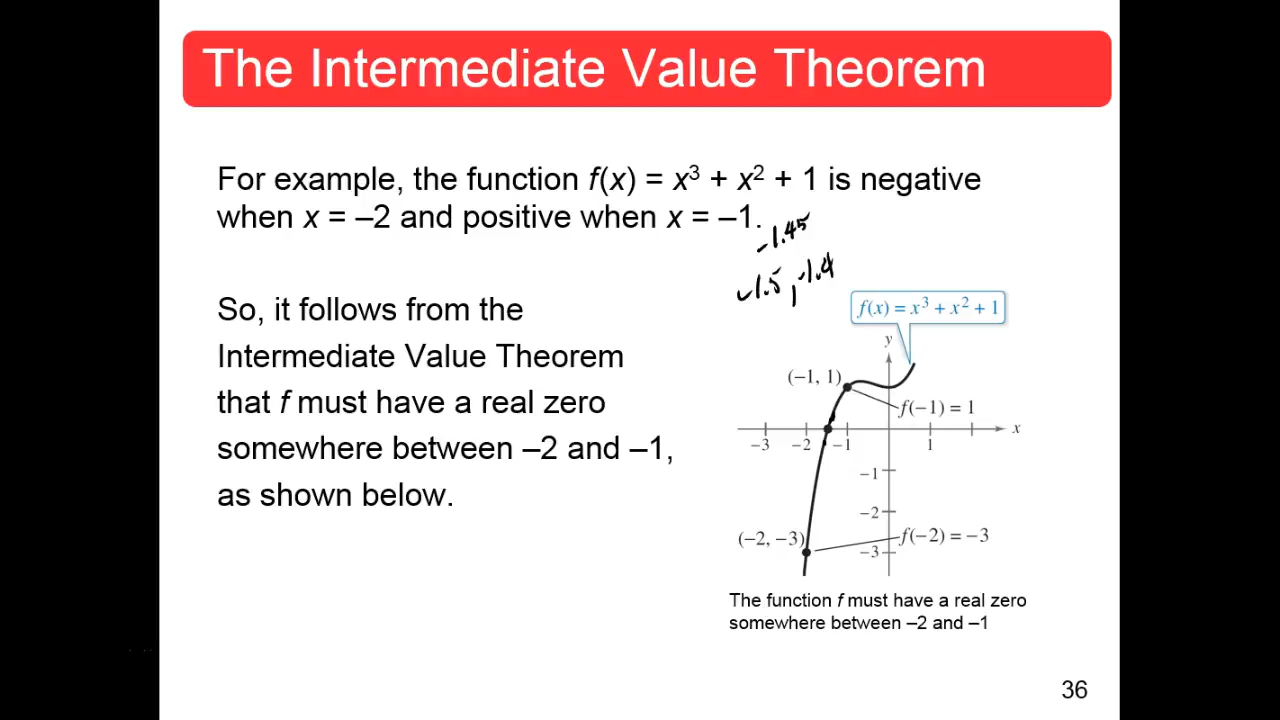 The Intermediate Value Theorem
For example, the function f(x) = x³ + x² + 1 is negative
when x = –2 and positive when x = –1.
-1.45
-1.5, -1.4
So, it follows from the
Intermediate Value Theorem
that f must have a real zero
somewhere between –2 and –1,
as shown below.
f(x) = x³ + x² + 1
y
(−1, 1)
f(−1) = 1
x
−3 −2 −1 1
−1
−2
(−2, −3)
f(−2) = −3
−3
The function f must have a real zero
somewhere between –2 and –1
36